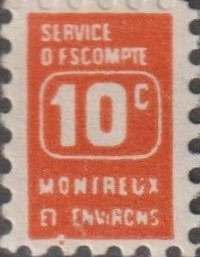 SERVICE
D'ESCOMPTE
10c
MONTREUX
ET ENVIRONS